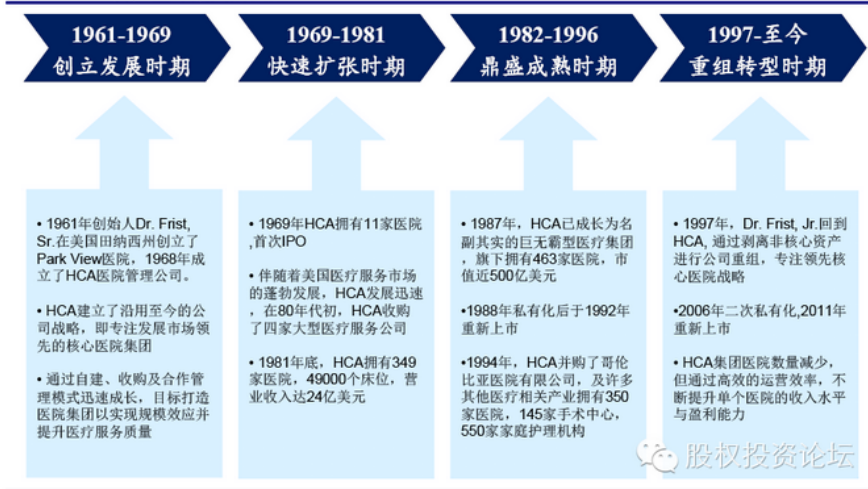 1961-1969
创立发展时期
1969-1981
快速扩张时期
1982-1996
鼎盛成熟时期
1997-至今
重组转型时期
• 1961年创始人Dr. Frist,
Sr.在美国田纳西州创立了
Park View医院，1968年成
立了HCA医院管理公司。
• HCA建立了沿用至今的公
司战略，即专注发展市场领
先的核心医院集团
• 通过自建、收购及合作管
理模式迅速成长，目标打造
医院集团以实现规模效应并
提升医疗服务质量
• 1969年HCA拥有11家医院
,首次IPO
• 伴随着美国医疗服务市场
的蓬勃发展，HCA发展迅速
，在80年代初，HCA收购
了四家大型医疗服务公司
• 1981年底，HCA拥有349
家医院，49000个床位，营
业收入达24亿美元
• 1987年，HCA已成长为名
副其实的巨无霸型医疗集团
，旗下拥有463家医院，市
值近500亿美元
•1988年私有化后于1992年
重新上市
•1994年，HCA并购了哥伦
比亚医院有限公司，及许多
其他医疗相关产业拥有350
家医院，145家手术中心，
550家家庭护理机构
• 1997年，Dr. Frist, Jr.回到
HCA, 通过剥离非核心资产
进行公司重组，专注领先核
心医院战略
•2006年二次私有化,2011年
重新上市
• HCA集团医院数量减少，
但通过高效的运营效率，不
断提升单个医院的收入水平
与盈利能力
股权投资论坛